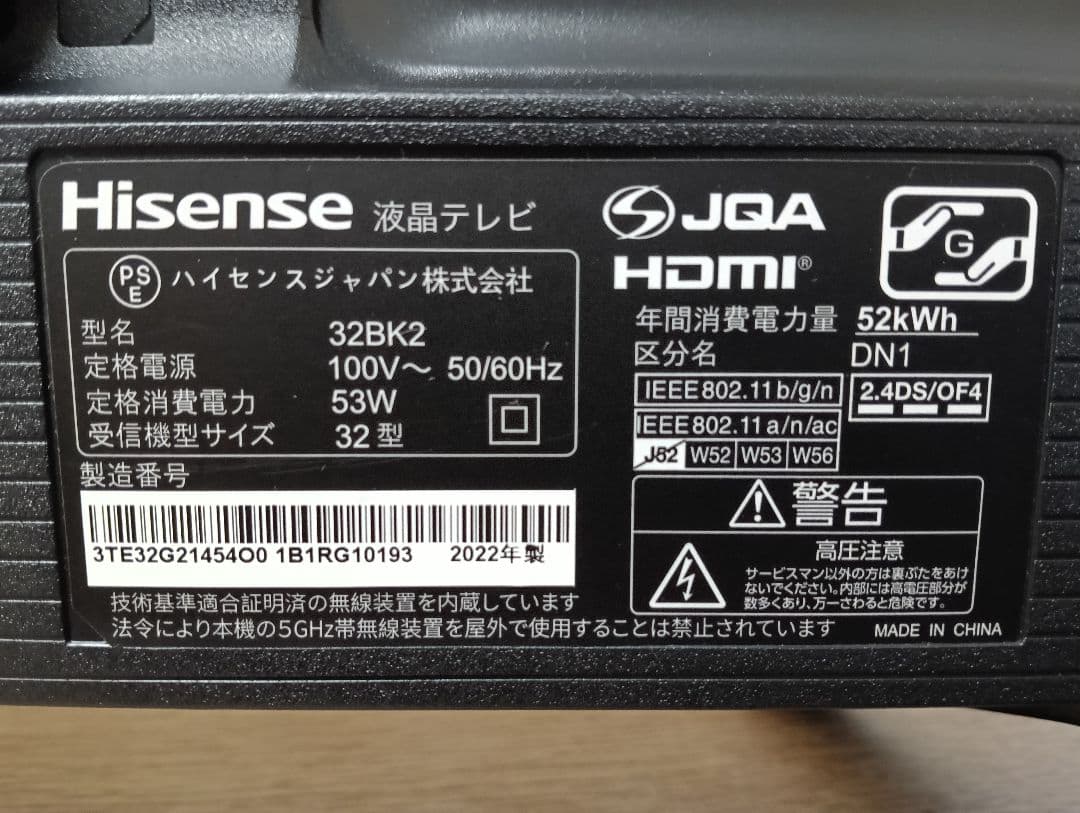 Hisense 液晶テレビ
PSE ハイセンスジャパン株式会社
型名 32BK2
定格電源 100V～ 50/60Hz
定格消費電力 53W
受信機型サイズ 32型
製造番号
3TE32G21454O0 1B1RG10193 2022年製
技術基準適合証明済の無線装置を内蔵しています
法令により本機の5GHz帯無線装置を屋外で使用することは禁止されています
JQA
HDMI®
G
年間消費電力量 52kWh
区分名 DN1
IEEE802.11b/g/n 2.4DS/OF4
IEEE802.11a/n/ac
J52 W52 W53 W56
警告
高圧注意
サービスマン以外の方は裏ぶたをあけ
ないでください。内部には高電圧部分が
数多くあり、万一さわると危険です。
MADE IN CHINA